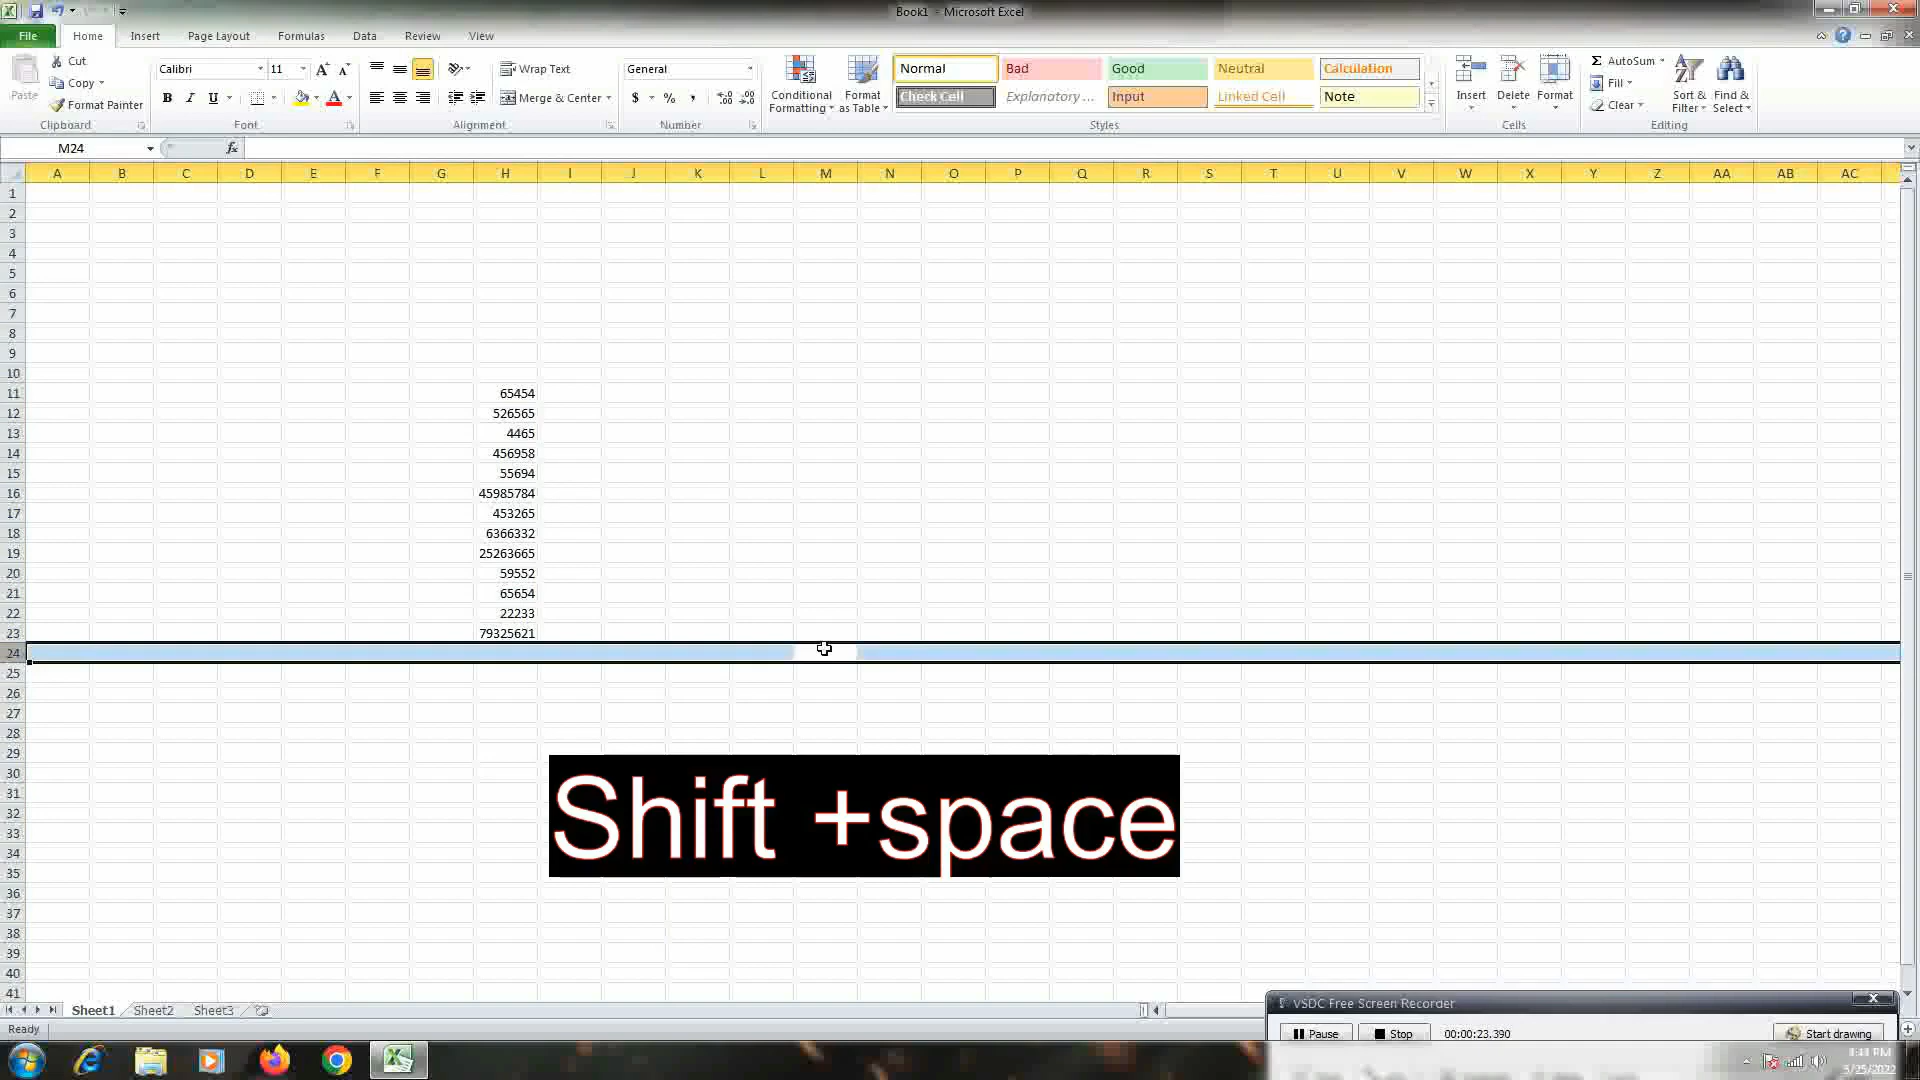 Book1 - Microsoft Excel
File Home Insert Page Layout Formulas Data Review View
Paste Cut Copy Format Painter Clipboard
Calibri 11 B I U Font
Wrap Text Merge & Center Alignment
General $ % , Number
Conditional Formatting Format as Table
Normal Bad Good Neutral Calculation
Check Cell Explanatory ... Input Linked Cell Note
Styles
Insert Delete Format Cells
Σ AutoSum Fill Clear Sort & Filter Find & Select Editing
M24 fx
A B C D E F G H I J K L M N O P Q R S T U V W X Y Z AA AB AC
1
2
3
4
5
6
7
8
9
10
11 65454
12 526565
13 4465
14 456958
15 55694
16 45985784
17 453265
18 6366332
19 25263665
20 59552
21 65654
22 22233
23 79325621
24
25
26
27
28
29
30
31
32
33
34
35
36
37
38
39
40
41
Shift +space
Sheet1 Sheet2 Sheet3
Ready
VSDC Free Screen Recorder
Pause Stop 00:00:23.390 Start drawing
3/25/2022